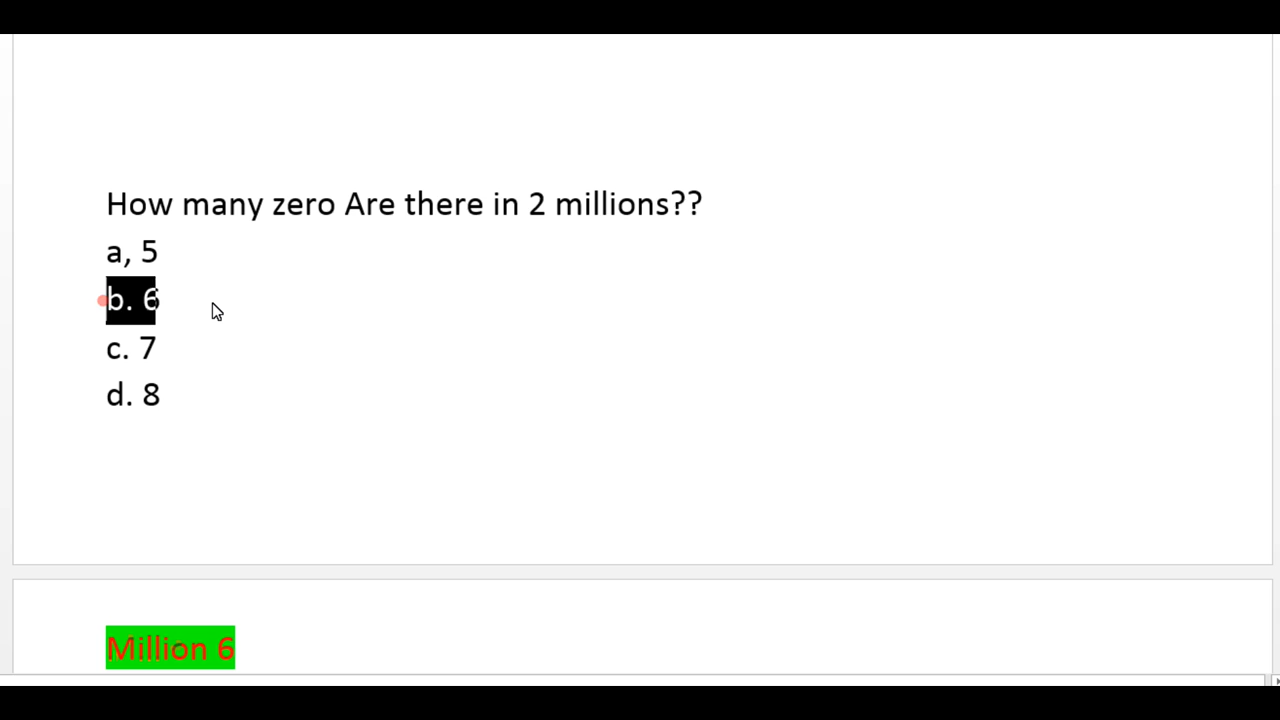 How many zero Are there in 2 millions??
a, 5
b. 6
c. 7
d. 8
Million 6